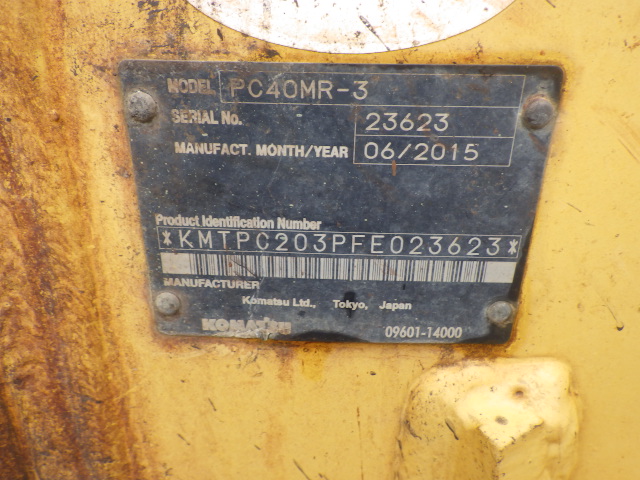 MODEL PC40MR-3
SERIAL No. 23623
MANUFACT. MONTH/YEAR 06/2015
Product Identification Number
*KMTPC203PFE023623*
MANUFACTURER
Komatsu Ltd., Tokyo, Japan
KOMATSU 09601-14000